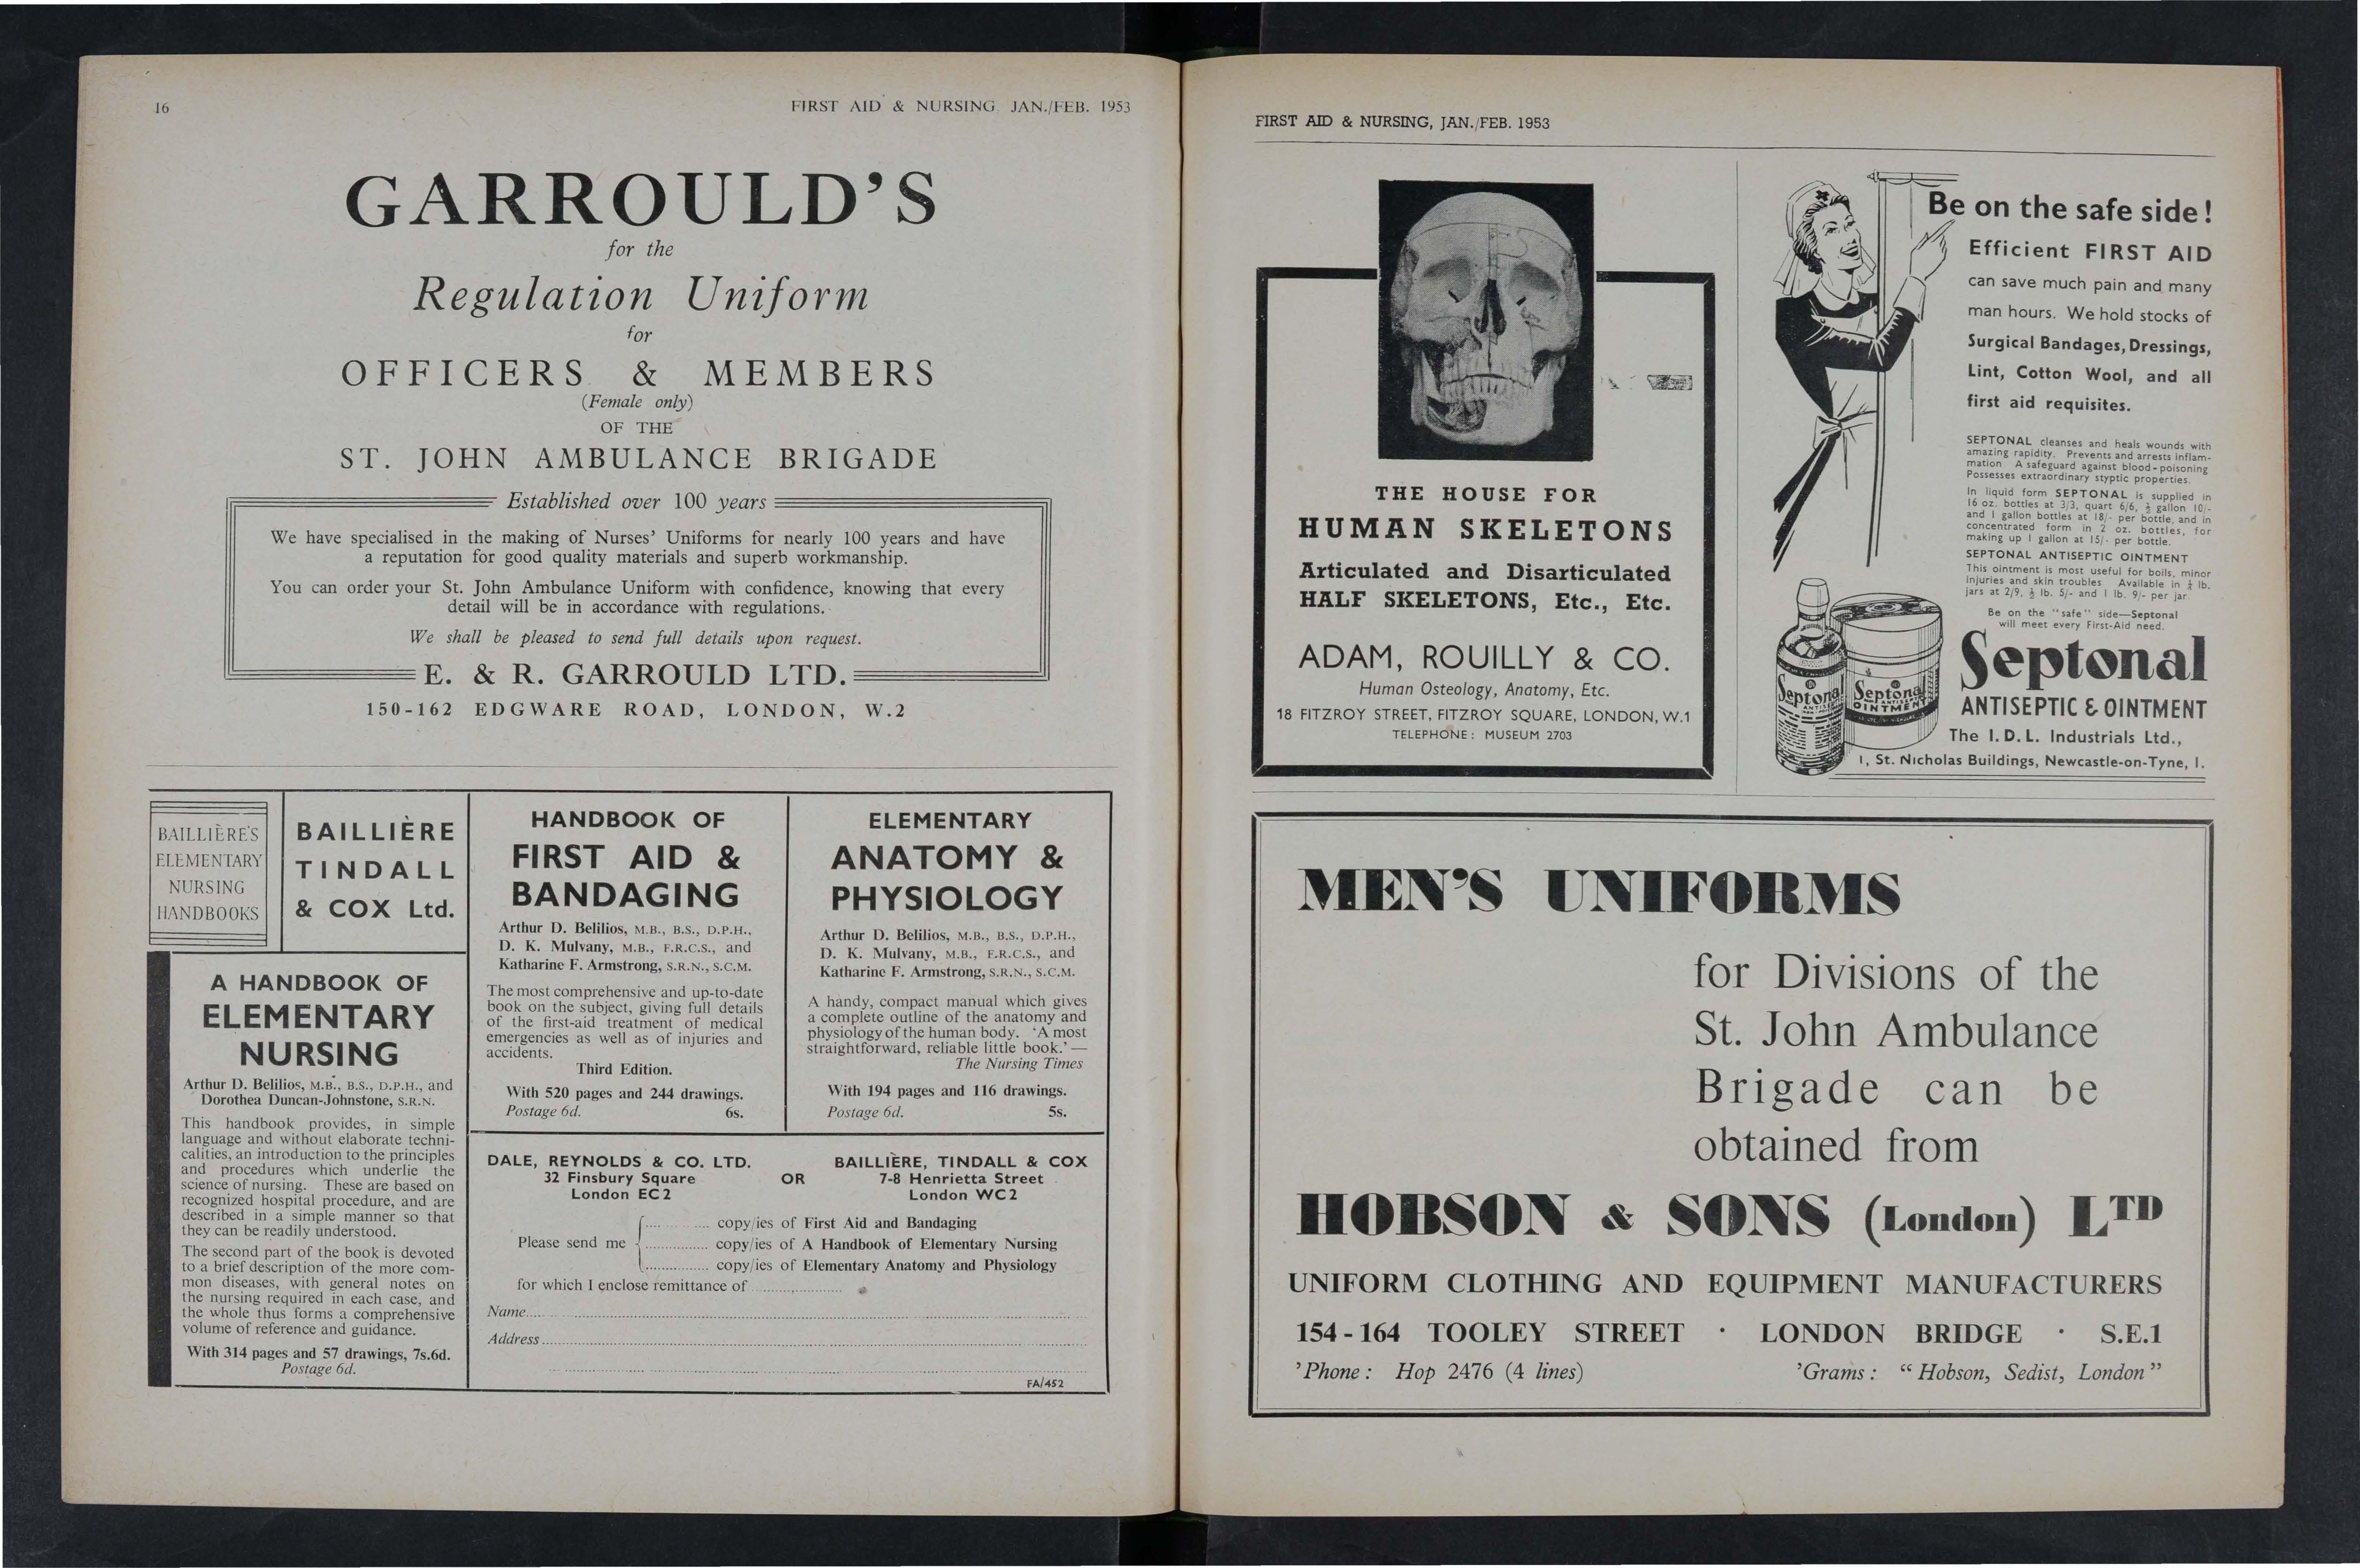 16
FIRST AID & NURSING, JAN./FEB. 1953
GARROULD'S
for the
Regulation Uniform
for
OFFICERS & MEMBERS
(Female only)
OF THE
ST. JOHN AMBULANCE BRIGADE
Established over 100 years
We have specialised in the making of Nurses' Uniforms for nearly 100 years and have
a reputation for good quality materials and superb workmanship.
You can order your St. John Ambulance Uniform with confidence, knowing that every
detail will be in accordance with regulations.
We shall be pleased to send full details upon request.
E. & R. GARROULD LTD.
150-162 EDGWARE ROAD, LONDON, W.2
BAILLIÈRE'S
ELEMENTARY
NURSING
HANDBOOKS
BAILLIÈRE
TINDALL
& COX Ltd.
A HANDBOOK OF
ELEMENTARY
NURSING
Arthur D. Belilios, M.B., B.S., D.P.H., and
Dorothea Duncan-Johnstone, S.R.N.
This handbook provides, in simple
language and without elaborate techni-
calities, an introduction to the principles
and procedures which underlie the
science of nursing. These are based on
recognized hospital procedure, and are
described in a simple manner so that
they can be readily understood.
The second part of the book is devoted
to a brief description of the more com-
mon diseases, with general notes on
the nursing required in each case, and
the whole thus forms a comprehensive
volume of reference and guidance.
With 314 pages and 57 drawings, 7s.6d.
Postage 6d.
HANDBOOK OF
FIRST AID &
BANDAGING
Arthur D. Belilios, M.B., B.S., D.P.H.,
D. K. Mulvany, M.B., F.R.C.S., and
Katharine F. Armstrong, S.R.N., S.C.M.
The most comprehensive and up-to-date
book on the subject, giving full details
of the first-aid treatment of medical
emergencies as well as of injuries and
accidents.
Third Edition.
With 520 pages and 244 drawings.
Postage 6d. 6s.
ELEMENTARY
ANATOMY &
PHYSIOLOGY
Arthur D. Belilios, M.B., B.S., D.P.H.,
D. K. Mulvany, M.B., F.R.C.S., and
Katharine F. Armstrong, S.R.N., S.C.M.
A handy, compact manual which gives
a complete outline of the anatomy and
physiology of the human body. 'A most
straightforward, reliable little book.'—
The Nursing Times
With 194 pages and 116 drawings.
Postage 6d. 5s.
DALE, REYNOLDS & CO. LTD.
32 Finsbury Square
London EC2
OR
BAILLIÈRE, TINDALL & COX
7-8 Henrietta Street
London WC2
Please send me
copy/ies of First Aid and Bandaging
copy/ies of A Handbook of Elementary Nursing
copy/ies of Elementary Anatomy and Physiology
for which I enclose remittance of
Name
Address
FA/452
FIRST AID & NURSING, JAN./FEB. 1953
THE HOUSE FOR
HUMAN SKELETONS
Articulated and Disarticulated
HALF SKELETONS, Etc., Etc.
ADAM, ROUILLY & CO.
Human Osteology, Anatomy, Etc.
18 FITZROY STREET, FITZROY SQUARE, LONDON, W.1
TELEPHONE: MUSEUM 2703
Be on the safe side!
Efficient FIRST AID
can save much pain and many
man hours. We hold stocks of
Surgical Bandages, Dressings,
Lint, Cotton Wool, and all
first aid requisites.
SEPTONAL cleanses and heals wounds with
amazing rapidity. Prevents and arrests inflam-
mation. A safeguard against blood-poisoning
Possesses extraordinary styptic properties.
In liquid form SEPTONAL is supplied in
16 oz. bottles at 3/3, quart 6/6, ½ gallon 10/-
and 1 gallon bottles at 18/- per bottle, and in
concentrated form in 2 oz. bottles, for
making up 1 gallon at 15/- per bottle.
SEPTONAL ANTISEPTIC OINTMENT
This ointment is most useful for boils, minor
injuries and skin troubles. Available in ¼ lb.
jars at 2/9, ½ lb. 5/- and 1 lb. 9/- per jar.
Be on the "safe" side—Septonal
will meet every First-Aid need.
Septonal
Septonal
OINTMENT
Septonal
ANTISEPTIC & OINTMENT
The I.D.L. Industrials Ltd.,
1, St. Nicholas Buildings, Newcastle-on-Tyne, 1.
MEN'S UNIFORMS
for Divisions of the
St. John Ambulance
Brigade can be
obtained from
HOBSON & SONS (London) LTD
UNIFORM CLOTHING AND EQUIPMENT MANUFACTURERS
154-164 TOOLEY STREET · LONDON BRIDGE · S.E.1
'Phone: Hop 2476 (4 lines) 'Grams: "Hobson, Sedist, London"